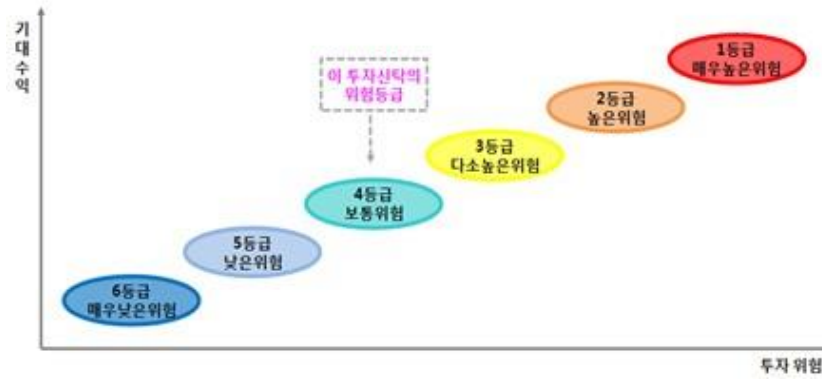 기대수익
1등급
매우높은위험
이 투자신탁의
위험등급
2등급
높은위험
3등급
다소높은위험
4등급
보통위험
5등급
낮은위험
6등급
매우낮은위험
투자 위험